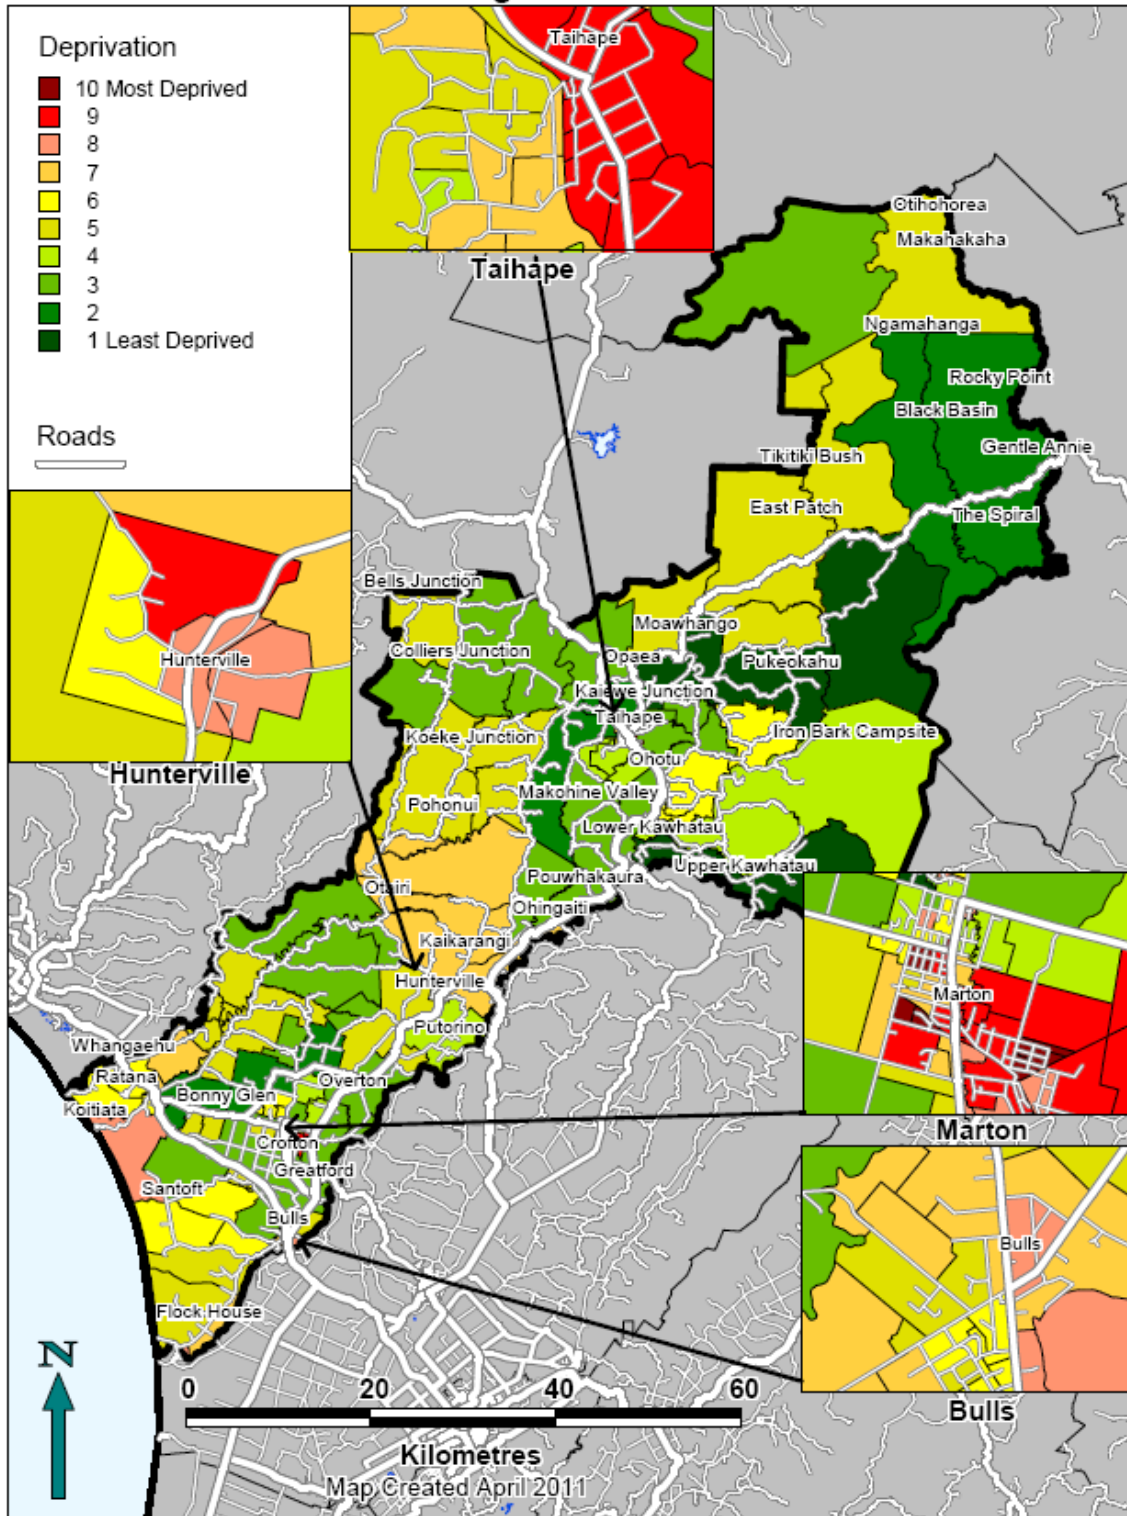 Deprivation
10 Most Deprived
9
8
7
6
5
4
3
2
1 Least Deprived
Roads
Taihape
Taihape
Otihohorea
Makahakaha
Ngamahanga
Rocky Point
Black Basin
Gentle Annie
Tikitiki Bush
East Patch
The Spiral
Hunterville
Hunterville
Bells Junction
Moawhango
Colliers Junction
Opaea
Pukeokahu
Kaiewe Junction
Taihape
Iron Bark Campsite
Koeke Junction
Ohotu
Makohine Valley
Pohonui
Lower Kawhatau
Upper Kawhatau
Pouwhakaura
Otairi
Ohingaiti
Kaikarangi
Hunterville
Putorino
Marton
Marton
Whangaehu
Ratana
Overton
Bonny Glen
Koitiata
Crofton
Greatford
Santoft
Bulls
Flock House
Bulls
Bulls
N
0 20 40 60
Kilometres
Map Created April 2011